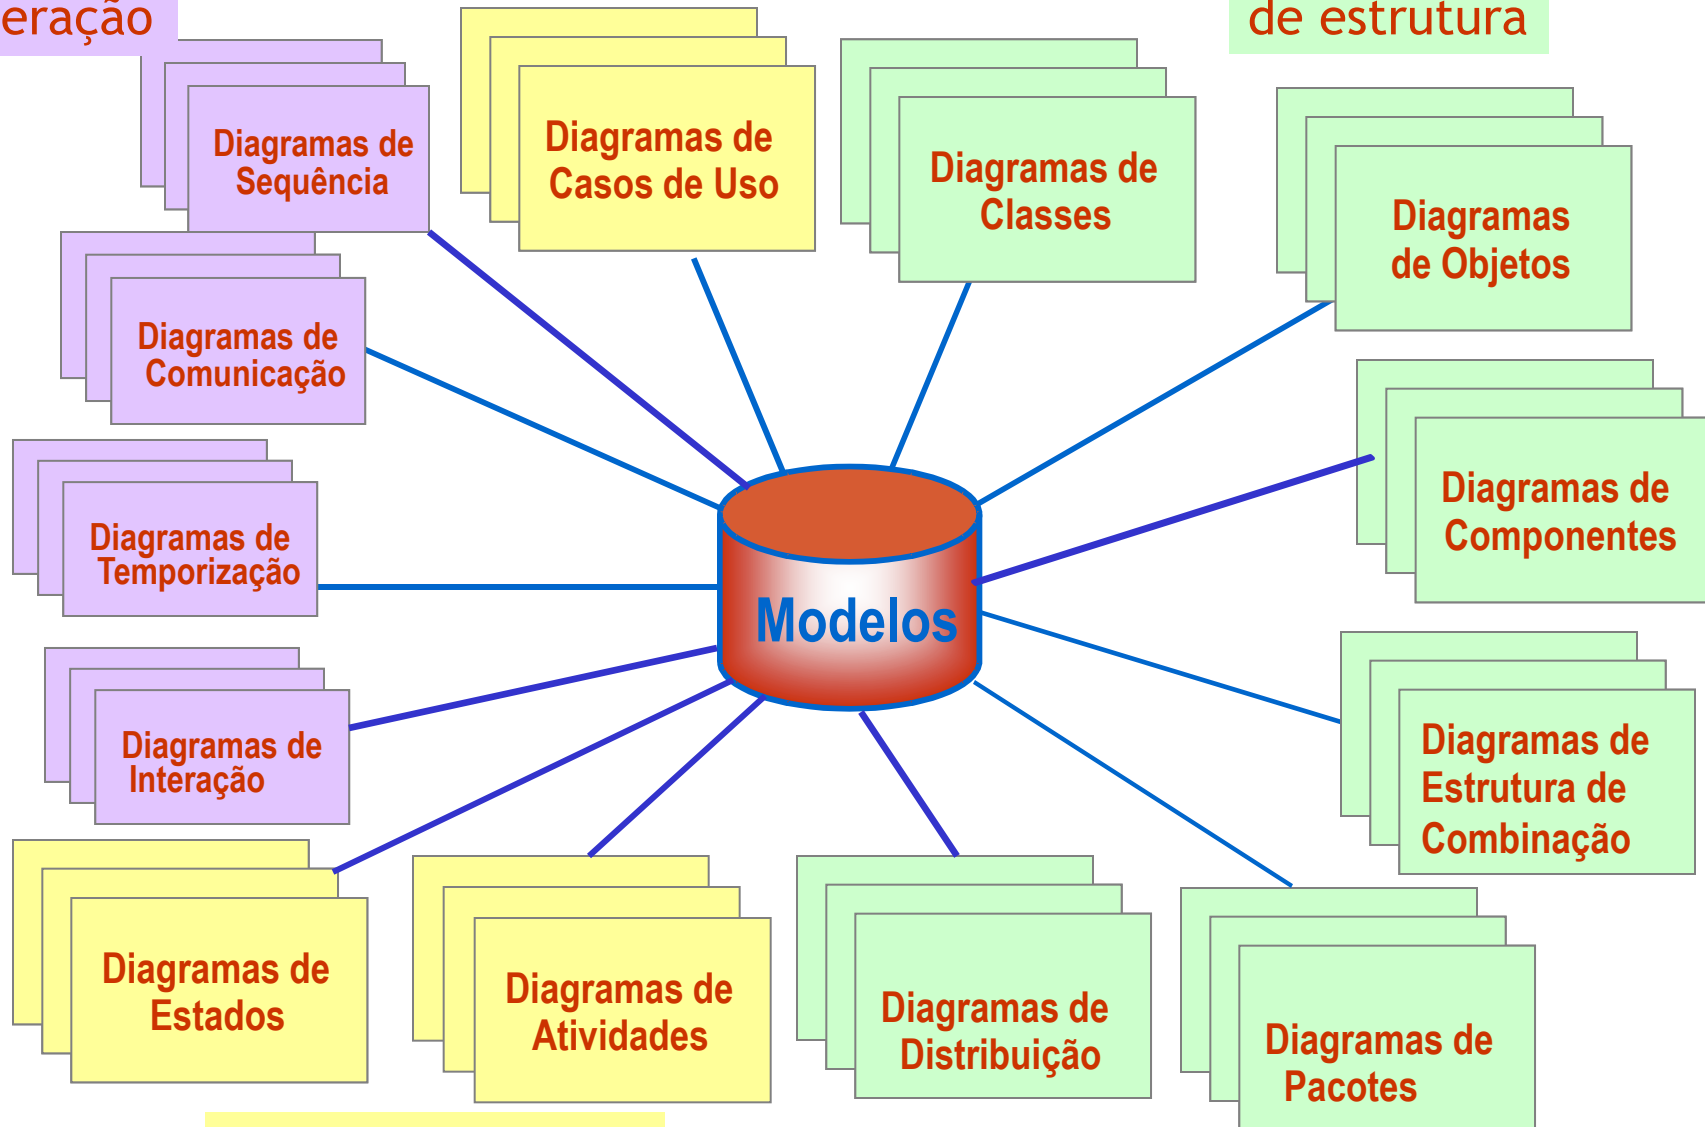 eração
de estrutura
Diagramas de
Sequência
Diagramas de
Casos de Uso
Diagramas de
Classes
Diagramas
de Objetos
Diagramas de
Comunicação
Diagramas de
Componentes
Diagramas de
Temporização
Modelos
Diagramas de
Interação
Diagramas de
Estrutura de
Combinação
Diagramas de
Estados
Diagramas de
Atividades
Diagramas de
Distribuição
Diagramas de
Pacotes